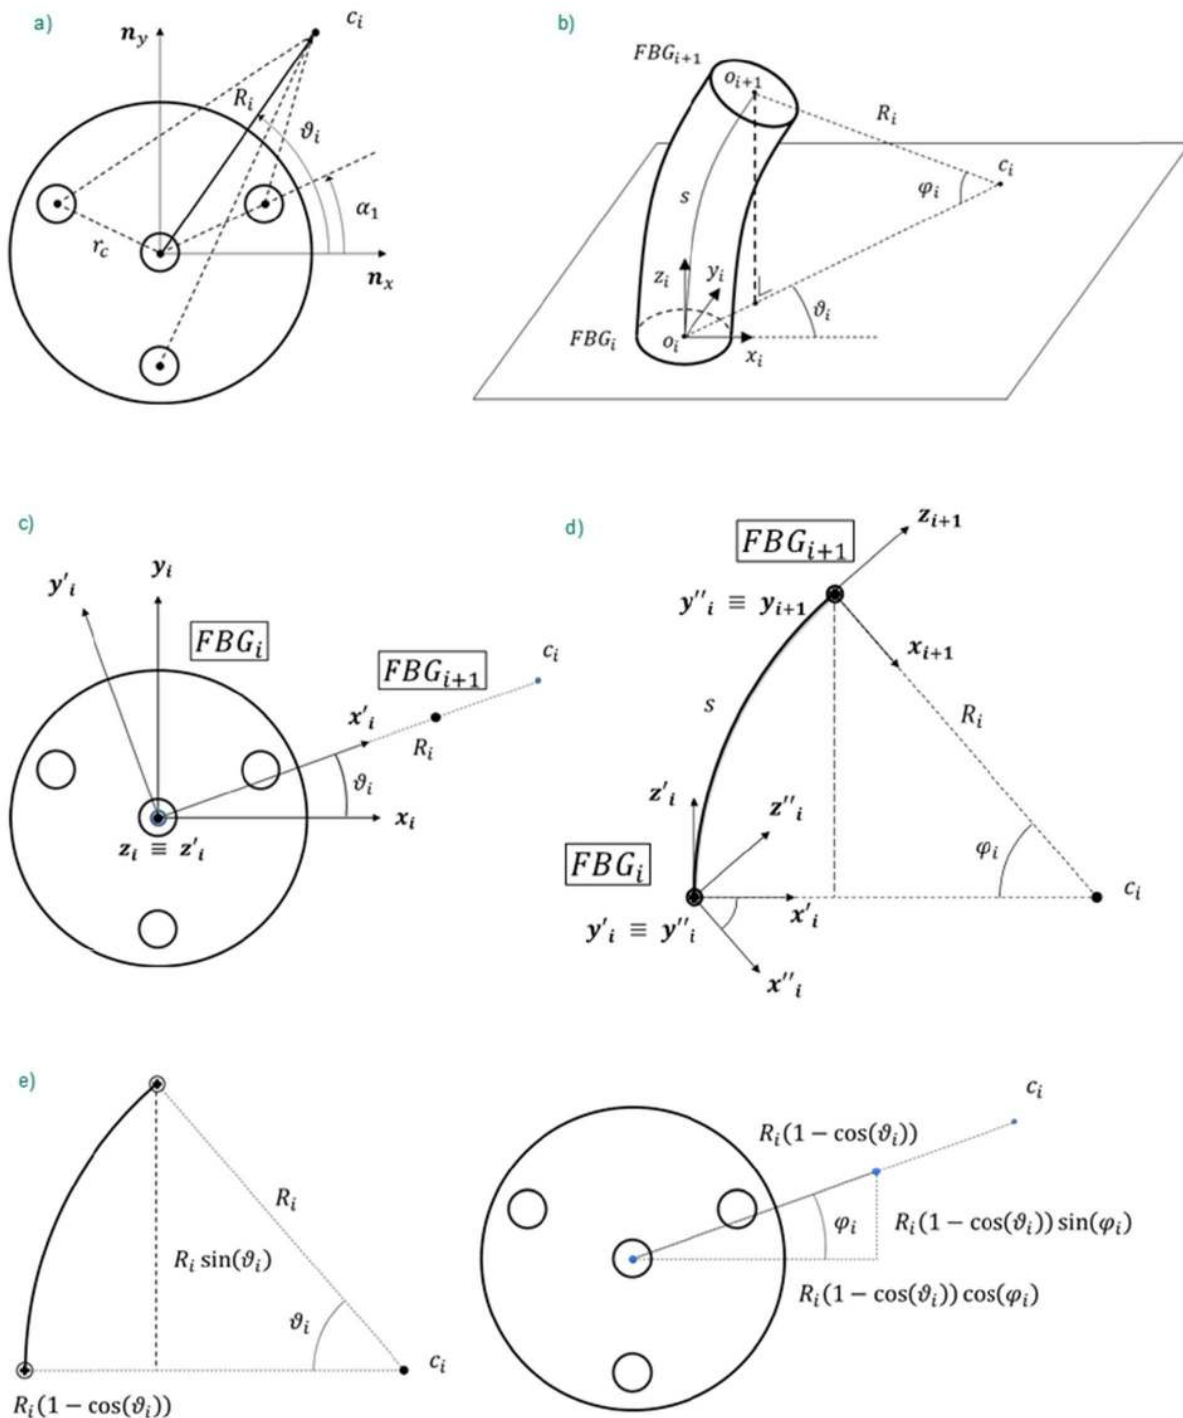 a)
n_y
c_i
R_i
ϑ_i
α_1
r_c
n_x
b)
FBG_{i+1}
o_{i+1}
R_i
c_i
φ_i
s
z_i
y_i
ϑ_i
FBG_i
o_i
x_i
c)
y'_i
y_i
FBG_i
FBG_{i+1}
c_i
x'_i
R_i
ϑ_i
x_i
z_i ≡ z'_i
d)
z_{i+1}
FBG_{i+1}
y''_i ≡ y_{i+1}
x_{i+1}
s
R_i
z'_i
z''_i
φ_i
FBG_i
c_i
x'_i
y'_i ≡ y''_i
x''_i
e)
R_i
R_i sin(ϑ_i)
ϑ_i
c_i
R_i(1 − cos(ϑ_i))
c_i
R_i(1 − cos(ϑ_i))
φ_i
R_i(1 − cos(ϑ_i)) sin(φ_i)
R_i(1 − cos(ϑ_i)) cos(φ_i)